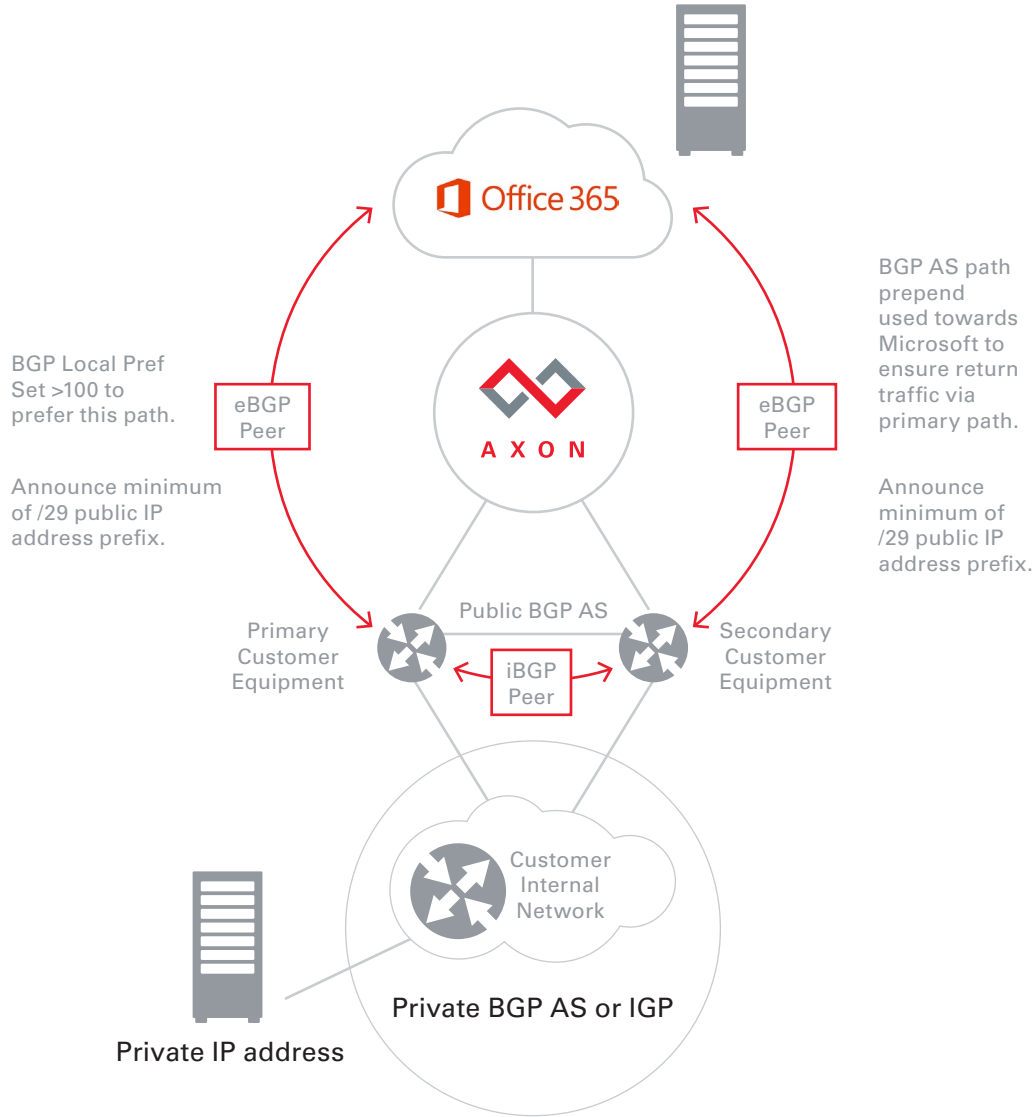 Office 365
BGP Local Pref
Set >100 to
prefer this path.
Announce minimum
of /29 public IP
address prefix.
eBGP
Peer
AXON
eBGP
Peer
BGP AS path
prepend
used towards
Microsoft to
ensure return
traffic via
primary path.
Announce
minimum of
/29 public IP
address prefix.
Primary
Customer
Equipment
Public BGP AS
iBGP
Peer
Secondary
Customer
Equipment
Customer
Internal
Network
Private BGP AS or IGP
Private IP address